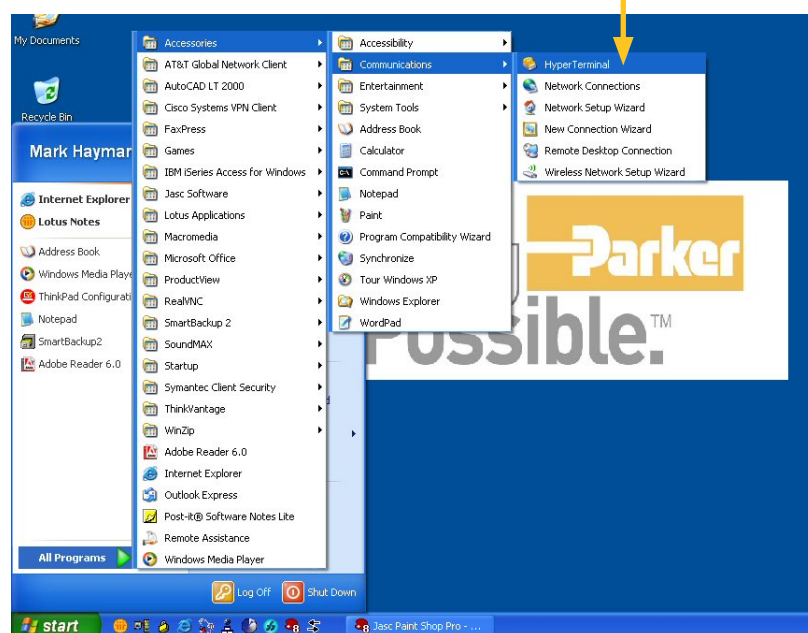 My Documents
Recycle Bin
Mark Haymar
Internet Explorer
Lotus Notes
Address Book
Windows Media Playe
ThinkPad Configurati
Notepad
SmartBackup2
Adobe Reader 6.0
All Programs
Accessories
AT&T Global Network Client
AutoCAD LT 2000
Cisco Systems VPN Client
FaxPress
Games
IBM iSeries Access for Windows
Jasc Software
Lotus Applications
Macromedia
Microsoft Office
ProductView
RealVNC
SmartBackup 2
SoundMAX
Startup
Symantec Client Security
ThinkVantage
WinZip
Adobe Reader 6.0
Internet Explorer
Outlook Express
Post-it® Software Notes Lite
Remote Assistance
Windows Media Player
Accessibility
Communications
Entertainment
System Tools
Address Book
Calculator
Command Prompt
Notepad
Paint
Program Compatibility Wizard
Synchronize
Tour Windows XP
Windows Explorer
WordPad
HyperTerminal
Network Connections
Network Setup Wizard
New Connection Wizard
Remote Desktop Connection
Wireless Network Setup Wizard
Parker
Possible.™
Log Off
Shut Down
start
Jasc Paint Shop Pro - ...